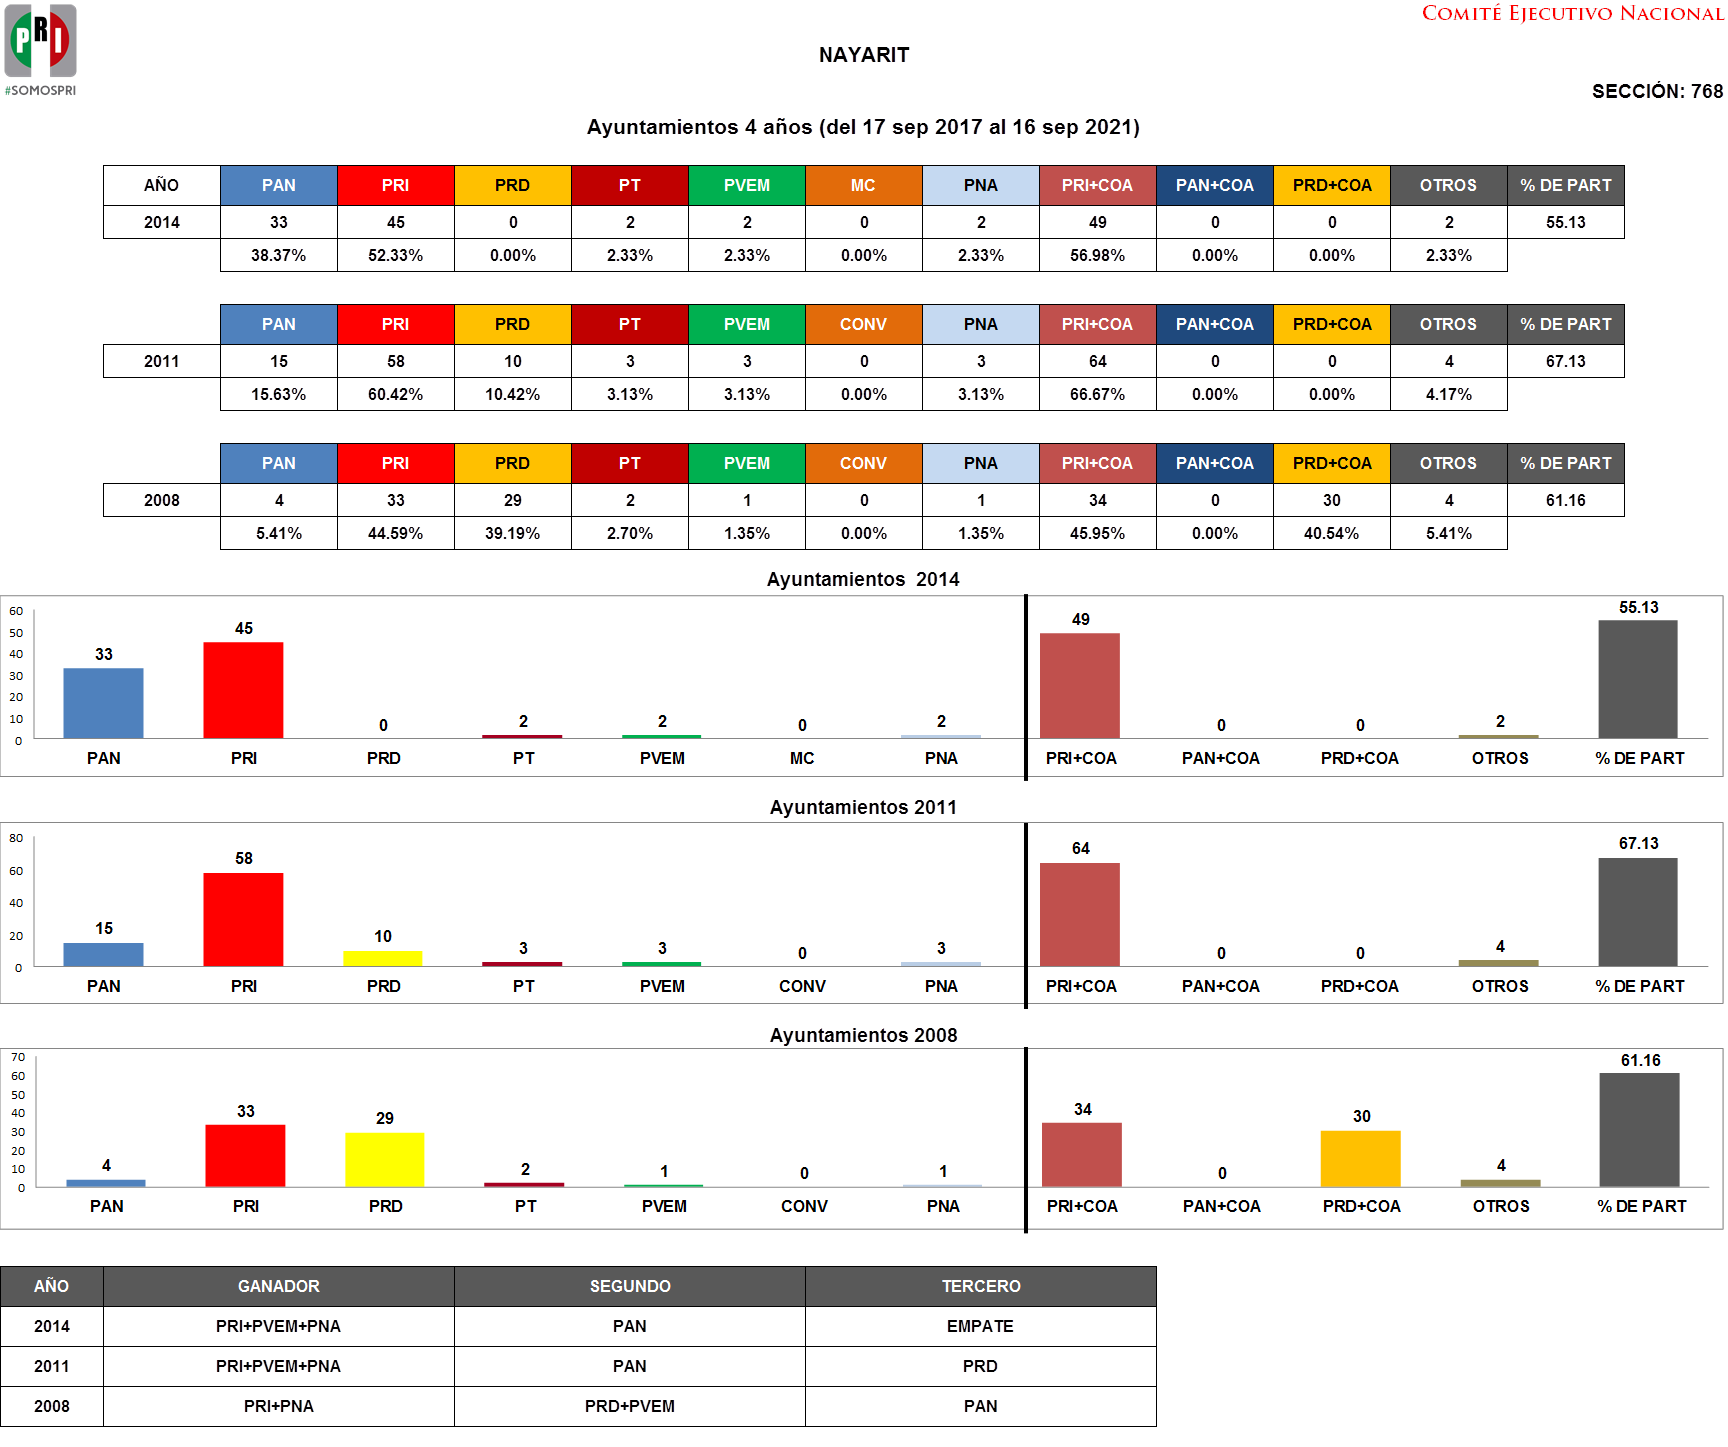 COMITÉ EJECUTIVO NACIONAL
PRI
#SOMOSPRI
NAYARIT
SECCIÓN: 768
Ayuntamientos 4 años (del 17 sep 2017 al 16 sep 2021)
AÑO PAN PRI PRD PT PVEM MC PNA PRI+COA PAN+COA PRD+COA OTROS % DE PART
2014 33 45 0 2 2 0 2 49 0 0 2 55.13
38.37% 52.33% 0.00% 2.33% 2.33% 0.00% 2.33% 56.98% 0.00% 0.00% 2.33%
PAN PRI PRD PT PVEM CONV PNA PRI+COA PAN+COA PRD+COA OTROS % DE PART
2011 15 58 10 3 3 0 3 64 0 0 4 67.13
15.63% 60.42% 10.42% 3.13% 3.13% 0.00% 3.13% 66.67% 0.00% 0.00% 4.17%
PAN PRI PRD PT PVEM CONV PNA PRI+COA PAN+COA PRD+COA OTROS % DE PART
2008 4 33 29 2 1 0 1 34 0 30 4 61.16
5.41% 44.59% 39.19% 2.70% 1.35% 0.00% 1.35% 45.95% 0.00% 40.54% 5.41%
Ayuntamientos 2014
60
50
40
30
20
10
0
33 45 0 2 2 0 2 49 0 0 2 55.13
PAN PRI PRD PT PVEM MC PNA PRI+COA PAN+COA PRD+COA OTROS % DE PART
Ayuntamientos 2011
80
60
40
20
0
15 58 10 3 3 0 3 64 0 0 4 67.13
PAN PRI PRD PT PVEM CONV PNA PRI+COA PAN+COA PRD+COA OTROS % DE PART
Ayuntamientos 2008
70
60
50
40
30
20
10
0
4 33 29 2 1 0 1 34 0 30 4 61.16
PAN PRI PRD PT PVEM CONV PNA PRI+COA PAN+COA PRD+COA OTROS % DE PART
AÑO GANADOR SEGUNDO TERCERO
2014 PRI+PVEM+PNA PAN EMPATE
2011 PRI+PVEM+PNA PAN PRD
2008 PRI+PNA PRD+PVEM PAN